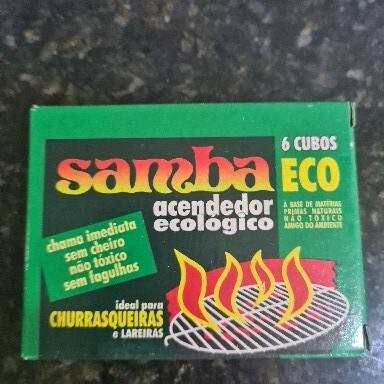 6 CUBOS
samba
ECO
acendedor
ecológico
À BASE DE MATÉRIAS
PRIMAS NATURAIS
NÃO TÓXICO
AMIGO DO AMBIENTE
chama imediata
sem cheiro
não tóxico
sem fagulhas
ideal para
CHURRASQUEIRAS
e LAREIRAS